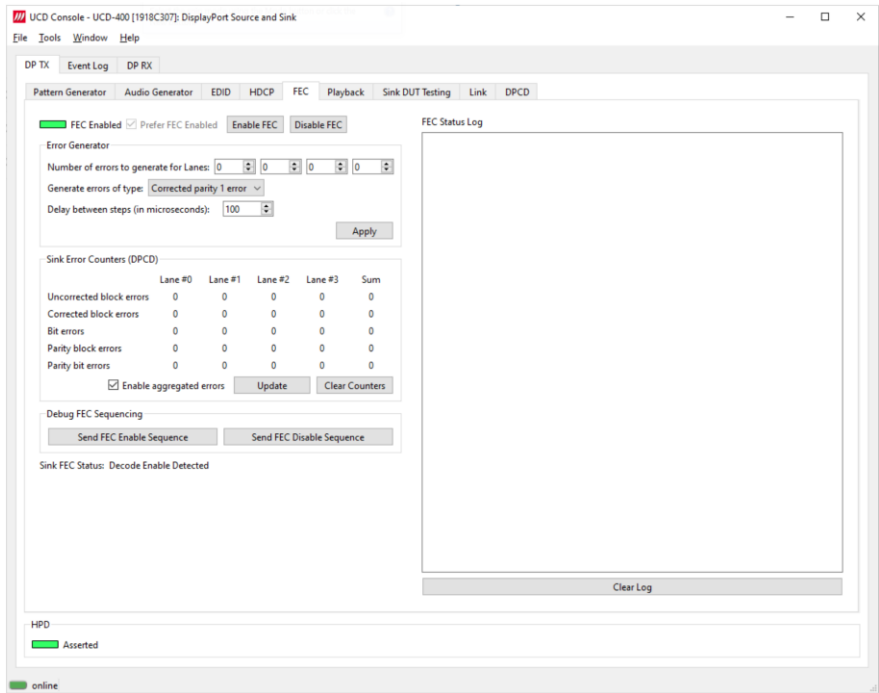 UCD Console - UCD-400 [1918C307]: DisplayPort Source and Sink
File Tools Window Help
DP TX Event Log DP RX
Pattern Generator Audio Generator EDID HDCP FEC Playback Sink DUT Testing Link DPCD
FEC Enabled Prefer FEC Enabled Enable FEC Disable FEC
Error Generator
Number of errors to generate for Lanes: 0 0 0 0
Generate errors of type: Corrected parity 1 error
Delay between steps (in microseconds): 100
Apply
Sink Error Counters (DPCD)
Lane #0 Lane #1 Lane #2 Lane #3 Sum
Uncorrected block errors 0 0 0 0 0
Corrected block errors 0 0 0 0 0
Bit errors 0 0 0 0 0
Parity block errors 0 0 0 0 0
Parity bit errors 0 0 0 0 0
Enable aggregated errors Update Clear Counters
Debug FEC Sequencing
Send FEC Enable Sequence Send FEC Disable Sequence
Sink FEC Status: Decode Enable Detected
FEC Status Log
Clear Log
HPD
Asserted
online